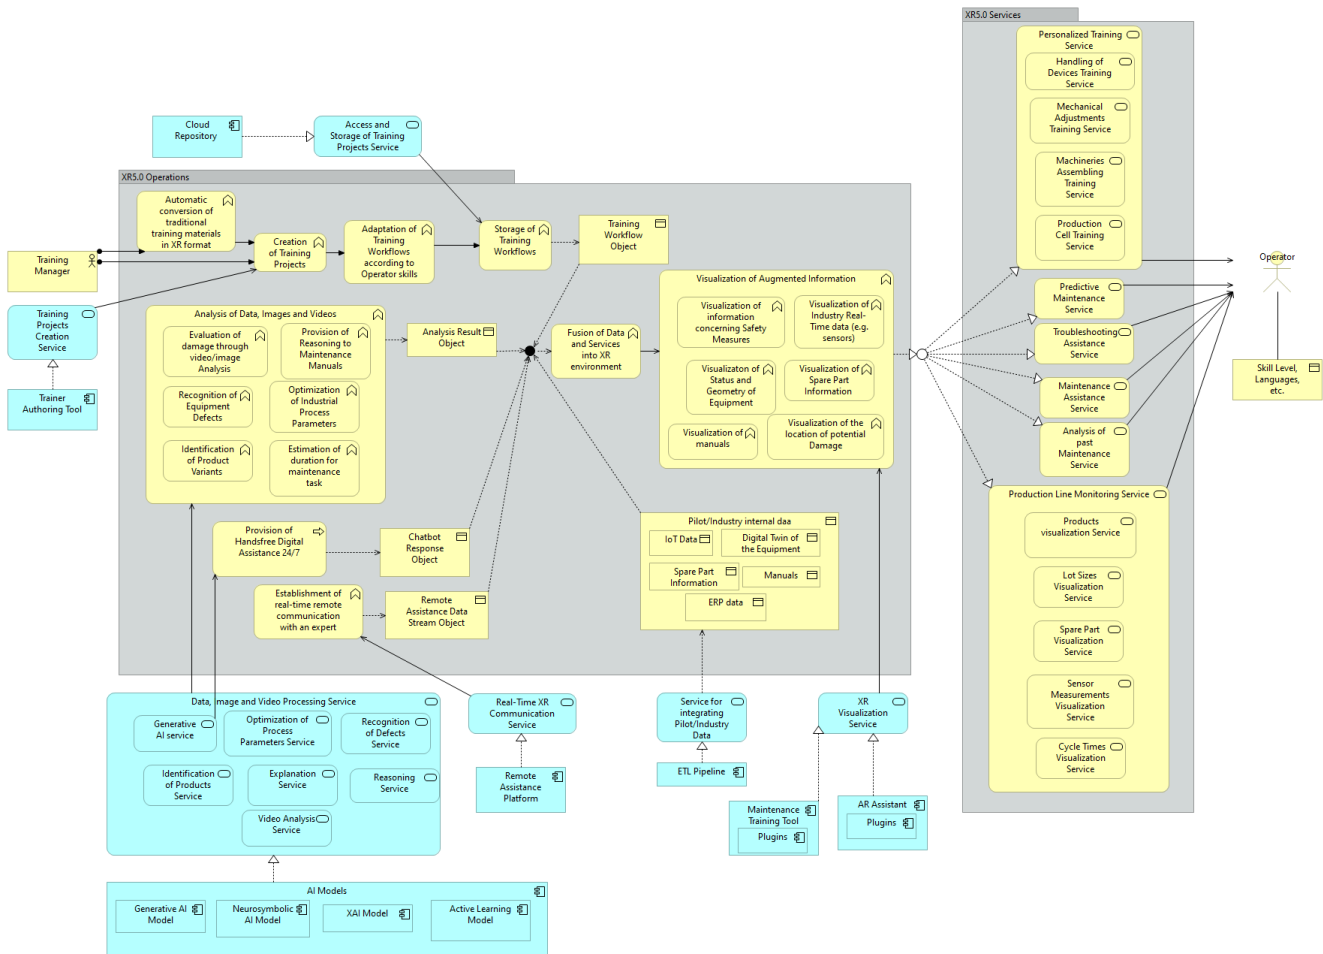 XR5.0 Services
Personalized Training
Service
Handling of
Devices Training
Service
Mechanical
Adjustments
Training Service
Machineries
Assembling
Training
Service
Production
Cell Training
Service
Cloud
Repository
Access and
Storage of Training
Projects Service
XR5.0 Operations
Automatic
conversion of
traditional
training materials
in XR format
Creation
of Training
Projects
Adaptation of
Training
Workflows
according to
Operator skills
Storage of
Training
Workflows
Training
Workflow
Object
Training
Manager
Training
Projects
Creation
Service
Trainer
Authoring Tool
Analysis of Data, Images and Videos
Evaluation of
damage through
video/image
Analysis
Provision of
Reasoning to
Maintenance
Manuals
Recognition of
Equipment
Defects
Optimization
of Industrial
Process
Parameters
Identification
of Product
Variants
Estimation of
duration for
maintenance
task
Analysis Result
Object
Fusion of Data
and Services
into XR
environment
Visualization of Augmented Information
Visualization of
information
concerning Safety
Measures
Visualization of
Industry Real-
Time data (e.g.
sensors)
Visualizaton of
Status and
Geometry of
Equipment
Visualization of
Spare Part
Information
Visualization of
manuals
Visualization of the
location of potential
Damage
Predictive
Maintenance
Service
Troubleshooting
Assistance
Service
Maintenance
Assistance
Service
Analysis of
past
Maintenance
Service
Operator
Skill Level,
Languages,
etc.
Production Line Monitoring Service
Products
visualization Service
Lot Sizes
Visualization
Service
Spare Part
Visualization
Service
Sensor
Measurements
Visualization
Service
Cycle Times
Visualization
Service
Provision of
Handsfree Digital
Assistance 24/7
Chatbot
Response
Object
Establishment of
real-time remote
communication
with an expert
Remote
Assistance Data
Stream Object
Pilot/Industry internal daa
IoT Data
Digital Twin of
the Equipment
Spare Part
Information
Manuals
ERP data
Data, Image and Video Processing Service
Generative
AI service
Optimization of
Process
Parameters Service
Recognition
of Defects
Service
Identification
of Products
Service
Explanation
Service
Reasoning
Service
Video Analysis
Service
Real-Time XR
Communication
Service
Remote
Assistance
Platform
Service for
integrating
Pilot/Industry
Data
ETL Pipeline
XR
Visualization
Service
Maintenance
Training Tool
Plugins
AR Assistant
Plugins
AI Models
Generative AI
Model
Neurosymbolic
AI Model
XAI Model
Active Learning
Model